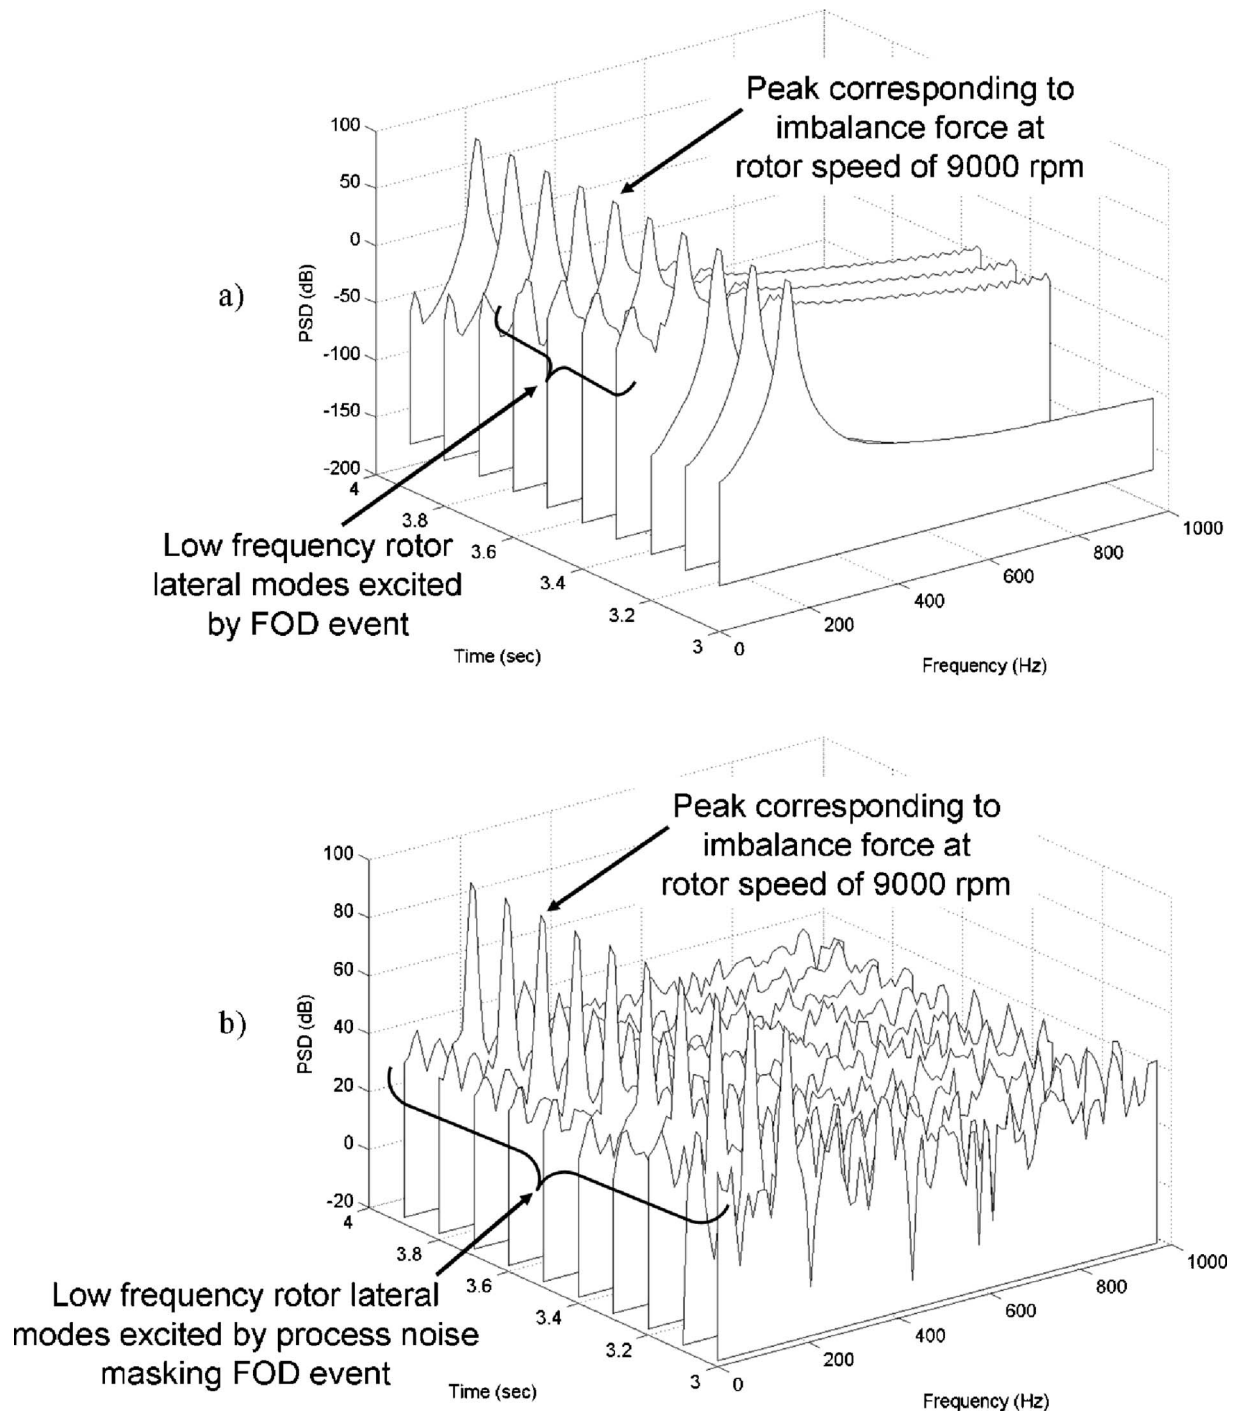 Peak corresponding to
imbalance force at
rotor speed of 9000 rpm
100
50
0
-50
-100
-150
-200
PSD (dB)
a)
4
3.8
3.6
3.4
3.2
3
Time (sec)
0
200
400
600
800
1000
Frequency (Hz)
Low frequency rotor
lateral modes excited
by FOD event
Peak corresponding to
imbalance force at
rotor speed of 9000 rpm
100
80
60
40
20
0
-20
PSD (dB)
b)
4
3.8
3.6
3.4
3.2
3
Time (sec)
0
200
400
600
800
1000
Frequency (Hz)
Low frequency rotor lateral
modes excited by process noise
masking FOD event